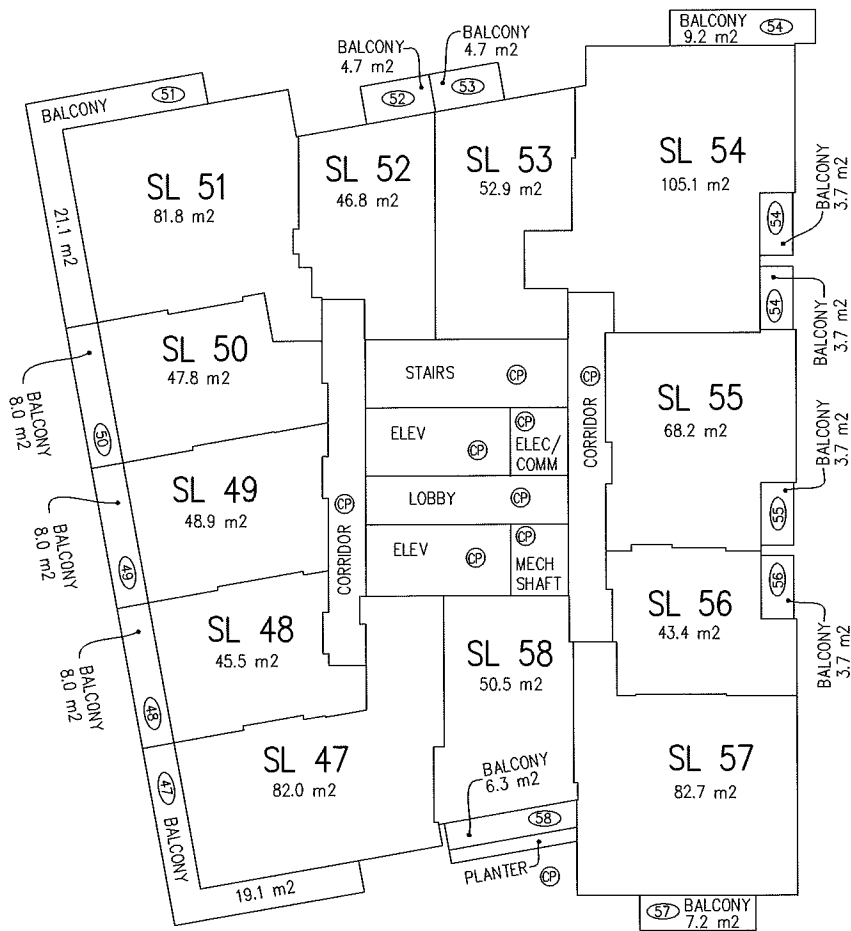 BALCONY 54
9.2 m2
BALCONY
4.7 m2
BALCONY
4.7 m2
51
BALCONY
21.1 m2
52
53
SL 51
81.8 m2
SL 52
46.8 m2
SL 53
52.9 m2
SL 54
105.1 m2
54
BALCONY
3.7 m2
54
BALCONY
3.7 m2
SL 50
47.8 m2
BALCONY
8.0 m2
50
STAIRS CP
CP
CORRIDOR
SL 55
68.2 m2
BALCONY
3.7 m2
55
ELEV
CP
CP
ELEC/
COMM
SL 49
48.9 m2
BALCONY
8.0 m2
49
CP
CORRIDOR
LOBBY CP
ELEV
CP
CP
MECH
SHAFT
56
BALCONY
3.7 m2
SL 56
43.4 m2
SL 48
45.5 m2
BALCONY
8.0 m2
48
SL 58
50.5 m2
SL 47
82.0 m2
47
BALCONY
19.1 m2
BALCONY
6.3 m2
58
PLANTER CP
SL 57
82.7 m2
57 BALCONY
7.2 m2